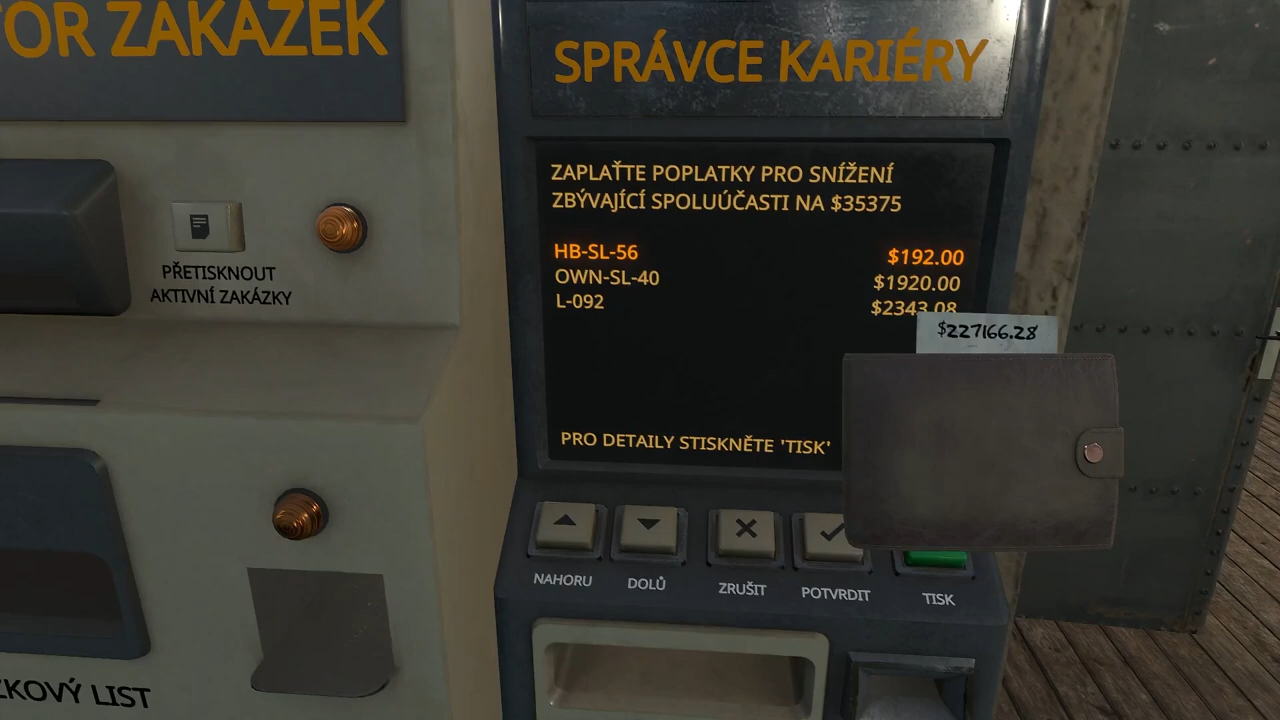 TOR ZAKÁZEK
PŘETISKNOUT
AKTIVNÍ ZAKÁZKY
ZKOVÝ LIST
SPRÁVCE KARIÉRY
ZAPLAŤTE POPLATKY PRO SNÍŽENÍ
ZBÝVAJÍCÍ SPOLUÚČASTI NA $35375
HB-SL-56 $192.00
OWN-SL-40 $1920.00
L-092 $2343.08
$227166.28
PRO DETAILY STISKNĚTE 'TISK'
NAHORU DOLŮ ZRUŠIT POTVRDIT TISK